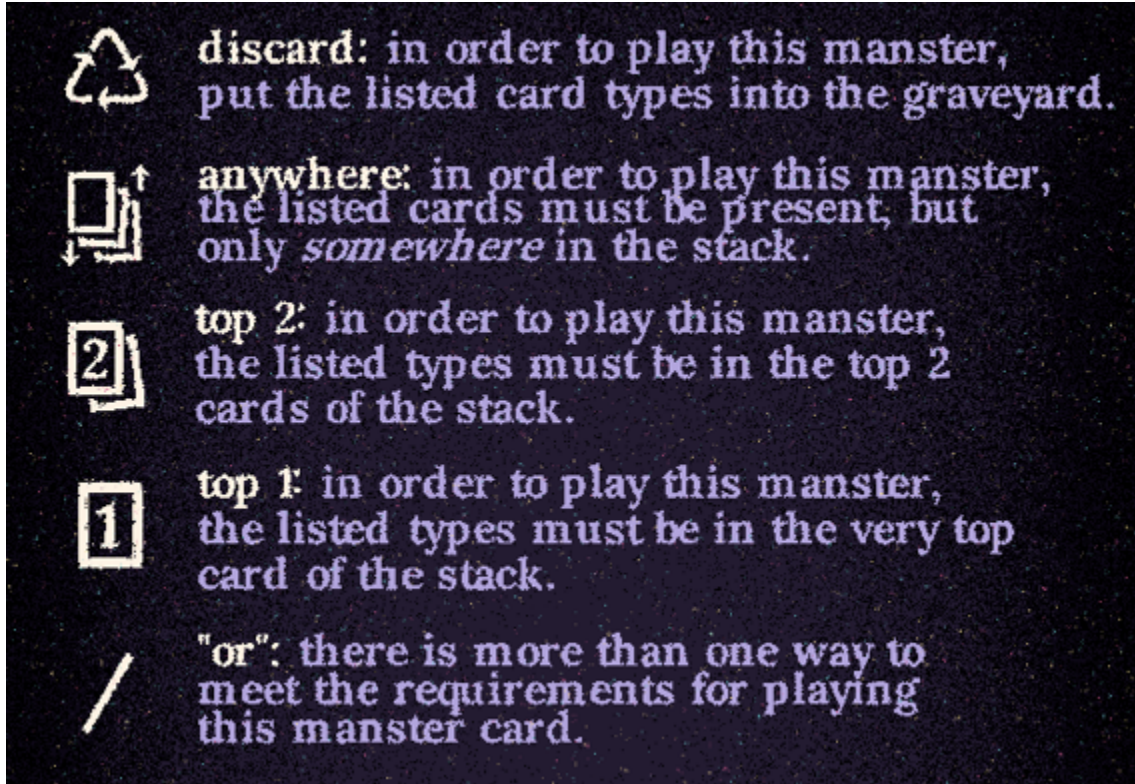 discard: in order to play this manster,
put the listed card types into the graveyard.
anywhere: in order to play this manster,
the listed cards must be present, but
only somewhere in the stack.
2
top 2: in order to play this manster,
the listed types must be in the top 2
cards of the stack.
1
top 1: in order to play this manster,
the listed types must be in the very top
card of the stack.
/
"or": there is more than one way to
meet the requirements for playing
this manster card.